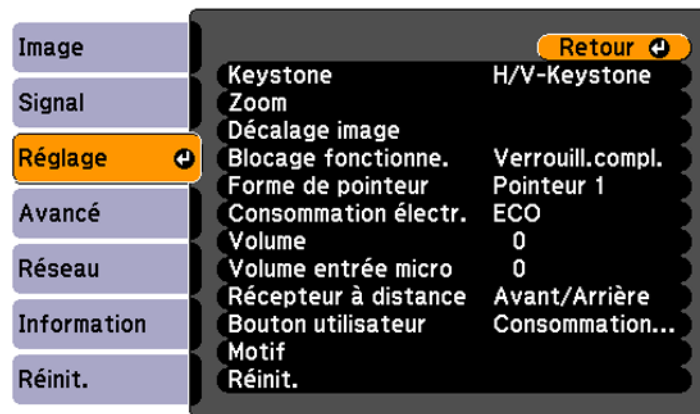 Image
Signal
Réglage
Avancé
Réseau
Information
Réinit.
Retour
Keystone H/V-Keystone
Zoom
Décalage image
Blocage fonctionne. Verrouill.compl.
Forme de pointeur Pointeur 1
Consommation électr. ECO
Volume 0
Volume entrée micro 0
Récepteur à distance Avant/Arrière
Bouton utilisateur Consommation...
Motif
Réinit.